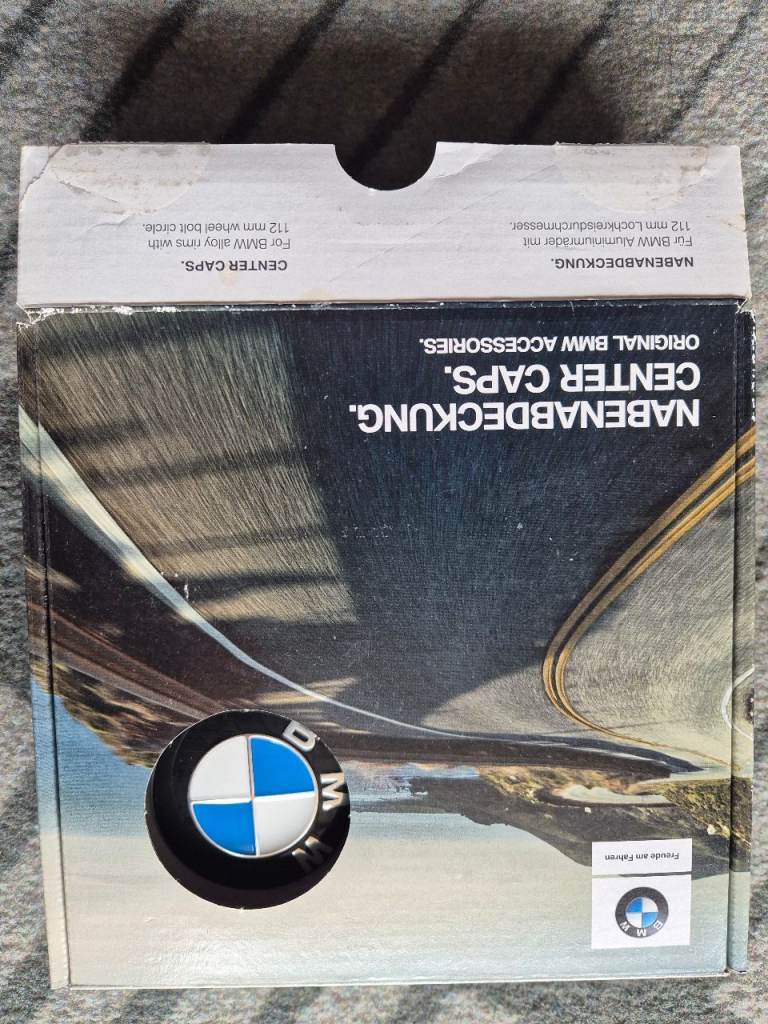 NABENABDECKUNG.
Für BMW Aluminiumräder mit
112 mm Lochkreisdurchmesser.
CENTER CAPS.
For BMW alloy rims with
112 mm wheel bolt circle.
NABENABDECKUNG.
CENTER CAPS.
ORIGINAL BMW ACCESSORIES.
BMW
Freude am Fahren
BMW